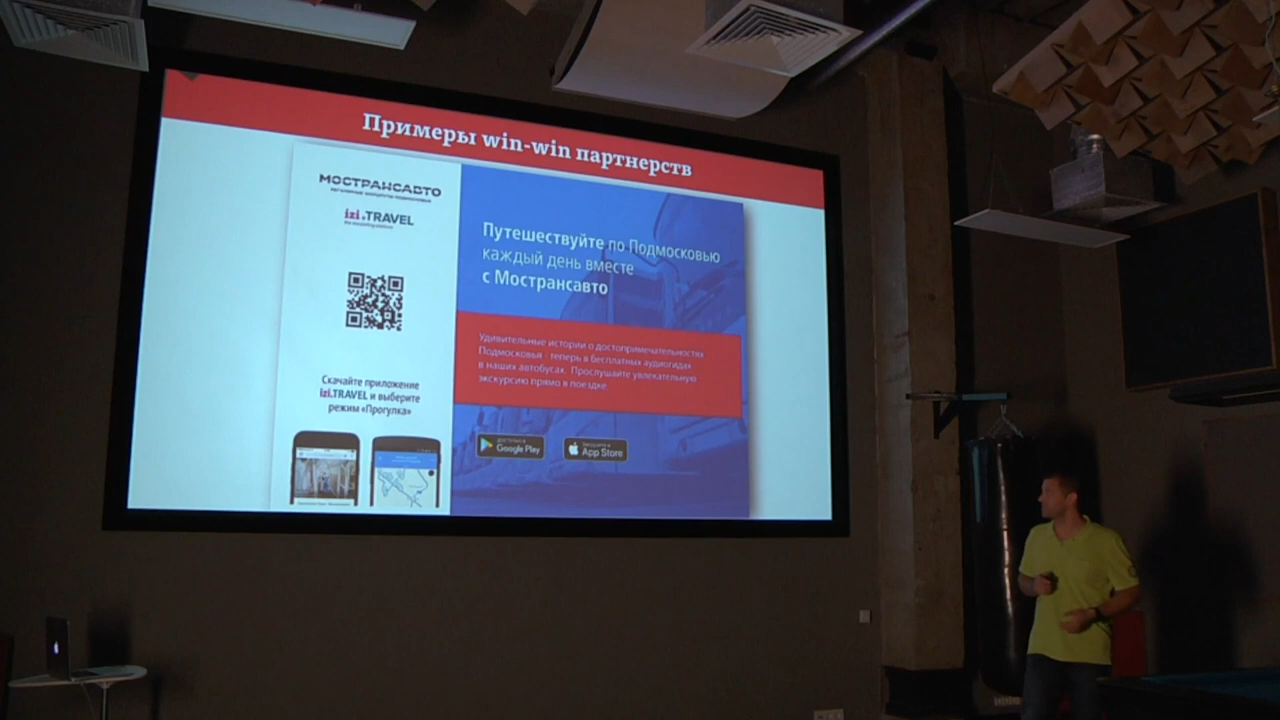 Примеры win-win партнерств
МОСТРАНСАВТО
izi.TRAVEL
Скачайте приложение
izi.TRAVEL и выберите
режим «Прогулка»
Путешествуйте по Подмосковью
каждый день вместе
с Мострансавто
Удивительные истории о достопримечательностях
Подмосковья - теперь в бесплатных аудиогидах
в наших автобусах. Прослушайте увлекательную
экскурсию прямо в поездке.
Google Play
App Store